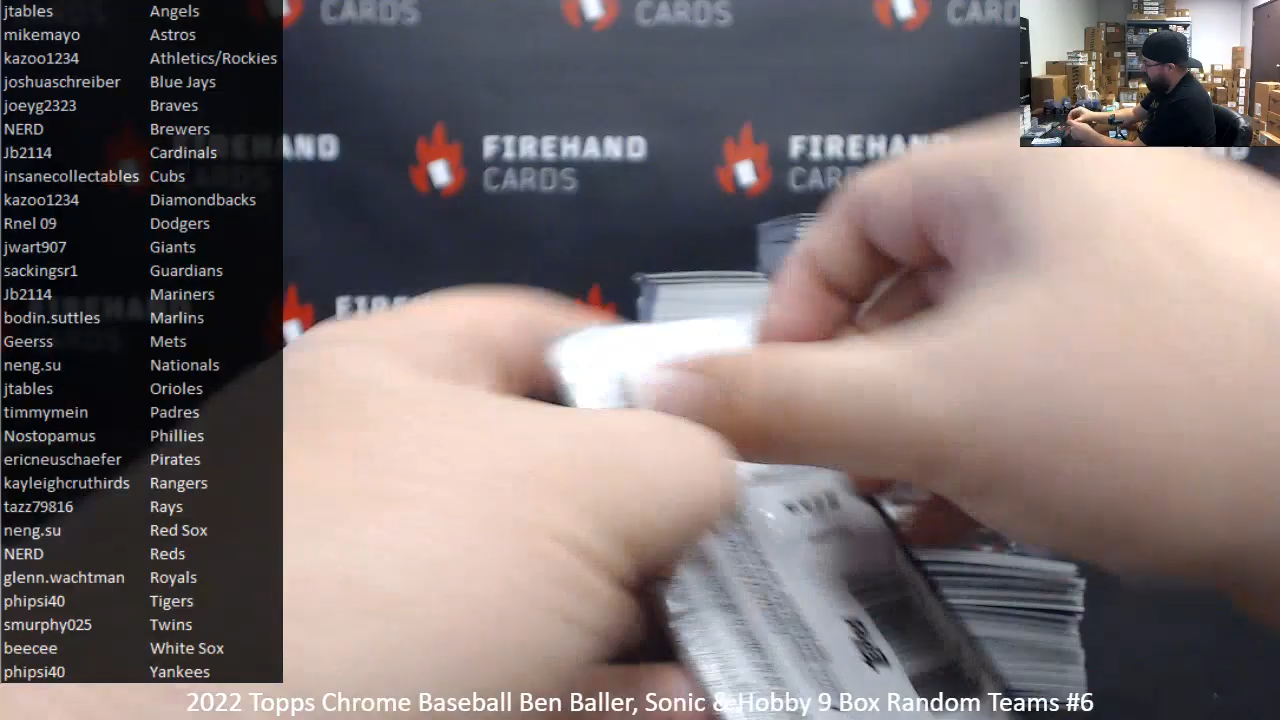 jtables Angels
mikemayo Astros
kazoo1234 Athletics/Rockies
joshuaschreiber Blue Jays
joeyg2323 Braves
NERD Brewers
Jb2114 Cardinals
insanecollectables Cubs
kazoo1234 Diamondbacks
Rnel 09 Dodgers
jwart907 Giants
sackingsr1 Guardians
Jb2114 Mariners
bodin.suttles Marlins
Geerss Mets
neng.su Nationals
jtables Orioles
timmymein Padres
Nostopamus Phillies
ericneuschaefer Pirates
kayleighcruthirds Rangers
tazz79816 Rays
neng.su Red Sox
NERD Reds
glenn.wachtman Royals
phipsi40 Tigers
smurphy025 Twins
beecee White Sox
phipsi40 Yankees
CARDS
CARDS
CARD
HAND
FIREHAND
CARDS
FIREHAND
CARDS
FIREHAND
2022 Topps Chrome Baseball Ben Baller, Sonic & Hobby 9 Box Random Teams #6